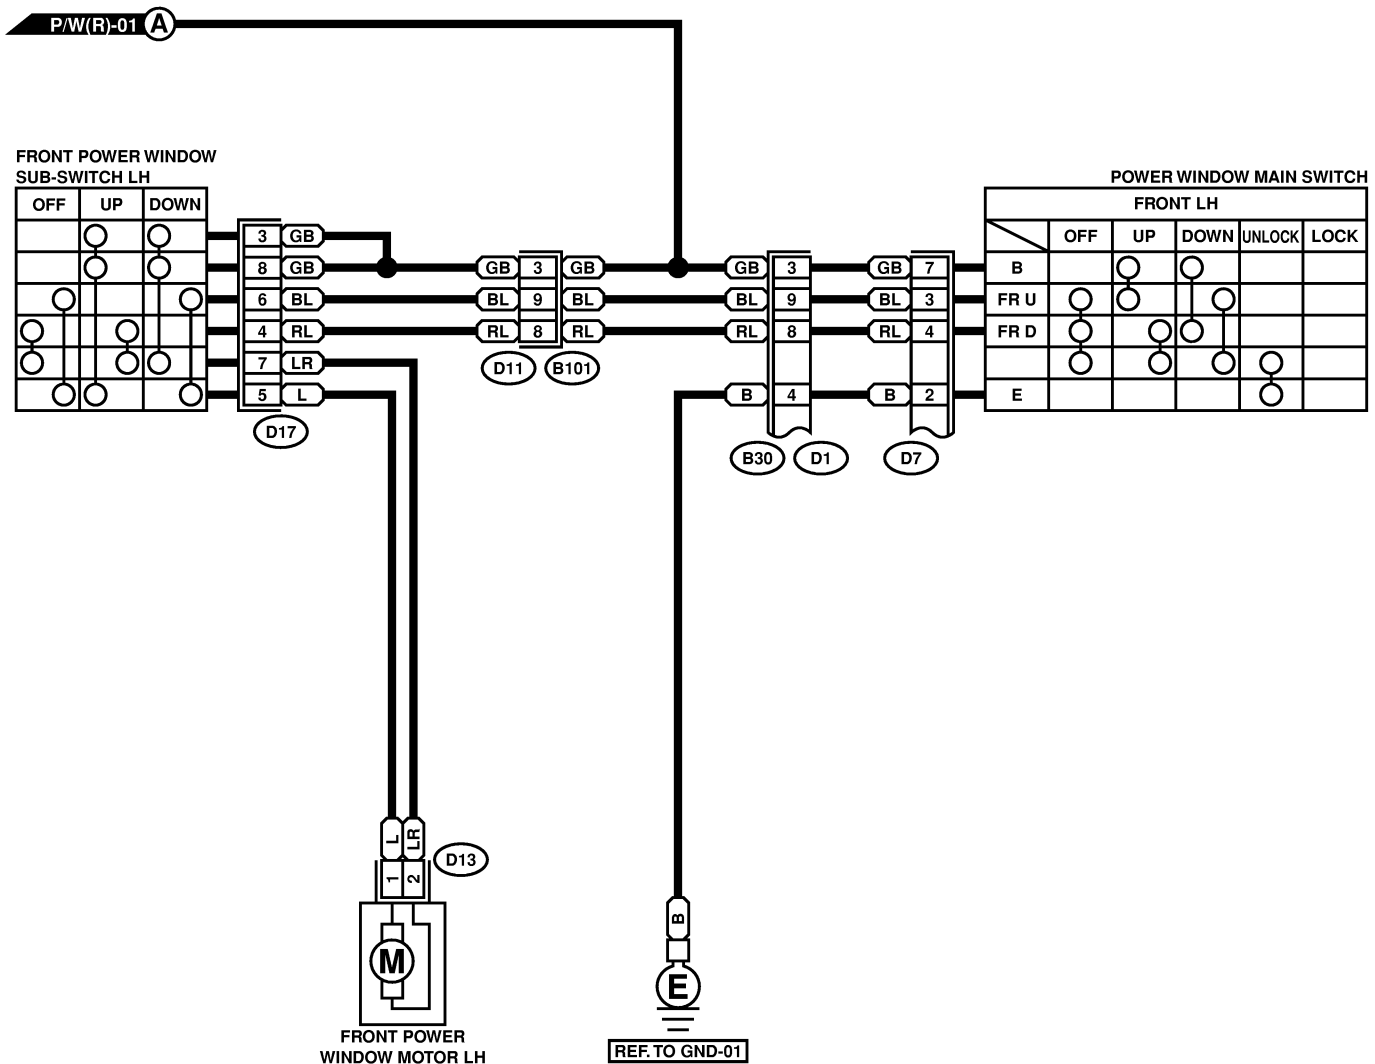 P/W(R)-01 A
FRONT POWER WINDOW
SUB-SWITCH LH
POWER WINDOW MAIN SWITCH
OFF UP DOWN
FRONT LH
OFF UP DOWN UNLOCK LOCK
3 GB
8 GB GB 3 GB GB 3 GB 7 B
6 BL BL 9 BL BL 9 BL 3 FR U
4 RL RL 8 RL RL 8 RL 4 FR D
7 LR
5 L B 4 B 2 E
D11 B101
D17
B30 D1 D7
L LR
1 2
D13
B
M
E
FRONT POWER
WINDOW MOTOR LH
REF. TO GND-01